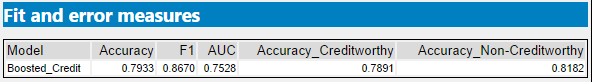 Fit and error measures
Model Accuracy F1 AUC Accuracy_Creditworthy Accuracy_Non-Creditworthy
Boosted_Credit 0.7933 0.8670 0.7528 0.7891 0.8182